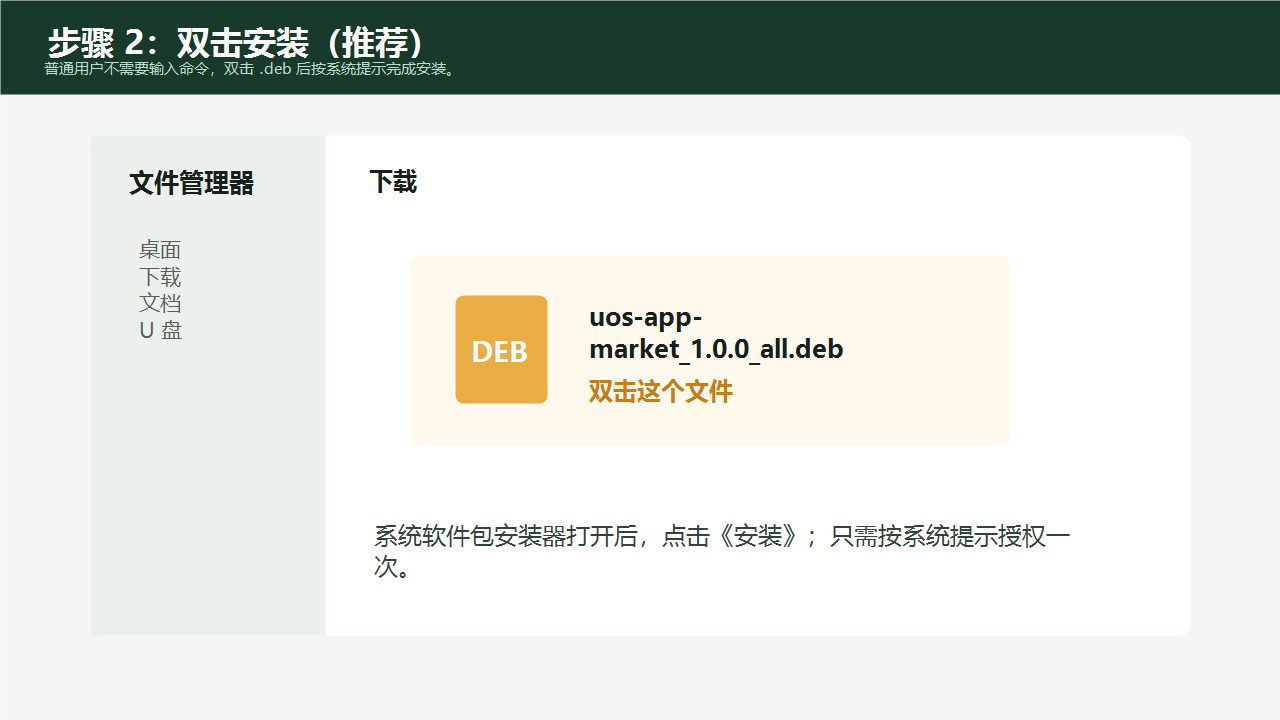 步骤 2：双击安装（推荐）
普通用户不需要输入命令，双击 .deb 后按系统提示完成安装。
文件管理器
桌面
下载
文档
U 盘
下载
DEB
uos-app-
market_1.0.0_all.deb
双击这个文件
系统软件包安装器打开后，点击《安装》；只需按系统提示授权一
次。